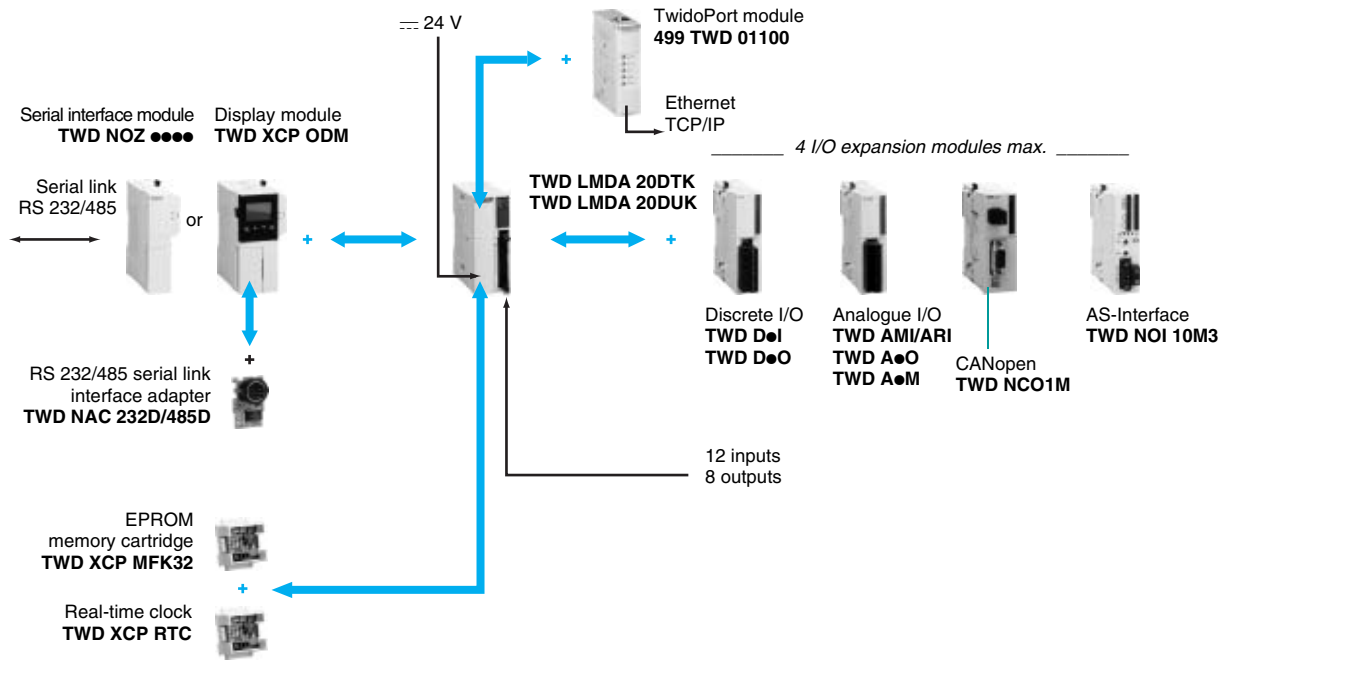 ⎓ 24 V
TwidoPort module
499 TWD 01100
Ethernet
TCP/IP
Serial interface module
TWD NOZ ●●●●
Display module
TWD XCP ODM
Serial link
RS 232/485
or
+
+
+
TWD LMDA 20DTK
TWD LMDA 20DUK
4 I/O expansion modules max.
Discrete I/O
TWD D●I
TWD D●O
Analogue I/O
TWD AMI/ARI
TWD A●O
TWD A●M
CANopen
TWD NCO1M
AS-Interface
TWD NOI 10M3
+
RS 232/485 serial link
interface adapter
TWD NAC 232D/485D
12 inputs
8 outputs
EPROM
memory cartridge
TWD XCP MFK32
+
Real-time clock
TWD XCP RTC